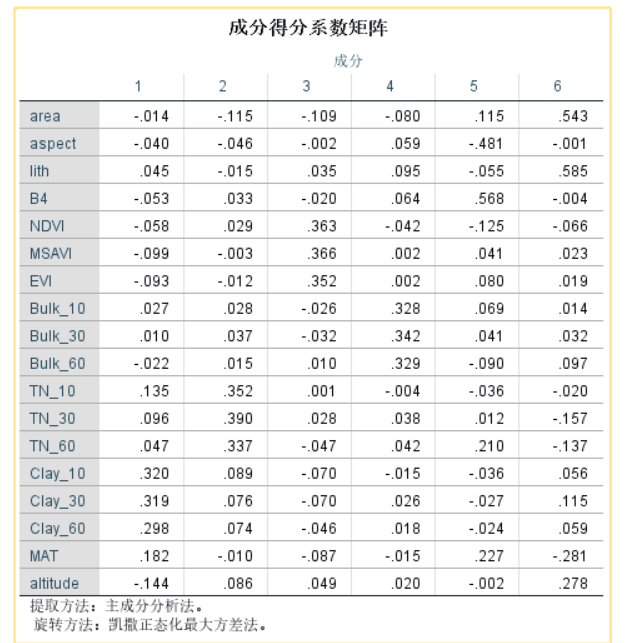 成分得分系数矩阵
成分
1 2 3 4 5 6
area -.014 -.115 -.109 -.080 .115 .543
aspect -.040 -.046 -.002 .059 -.481 -.001
lith .045 -.015 .035 .095 -.055 .585
B4 -.053 .033 -.020 .064 .568 -.004
NDVI -.058 .029 .363 -.042 -.125 -.066
MSAVI -.099 -.003 .366 .002 .041 .023
EVI -.093 -.012 .352 .002 .080 .019
Bulk_10 .027 .028 -.026 .328 .069 .014
Bulk_30 .010 .037 -.032 .342 .041 .032
Bulk_60 -.022 .015 .010 .329 -.090 .097
TN_10 .135 .352 .001 -.004 -.036 -.020
TN_30 .096 .390 .028 .038 .012 -.157
TN_60 .047 .337 -.047 .042 .210 -.137
Clay_10 .320 .089 -.070 -.015 -.036 .056
Clay_30 .319 .076 -.070 .026 -.027 .115
Clay_60 .298 .074 -.046 .018 -.024 .059
MAT .182 -.010 -.087 -.015 .227 -.281
altitude -.144 .086 .049 .020 -.002 .278
提取方法：主成分分析法。
旋转方法：凯撒正态化最大方差法。